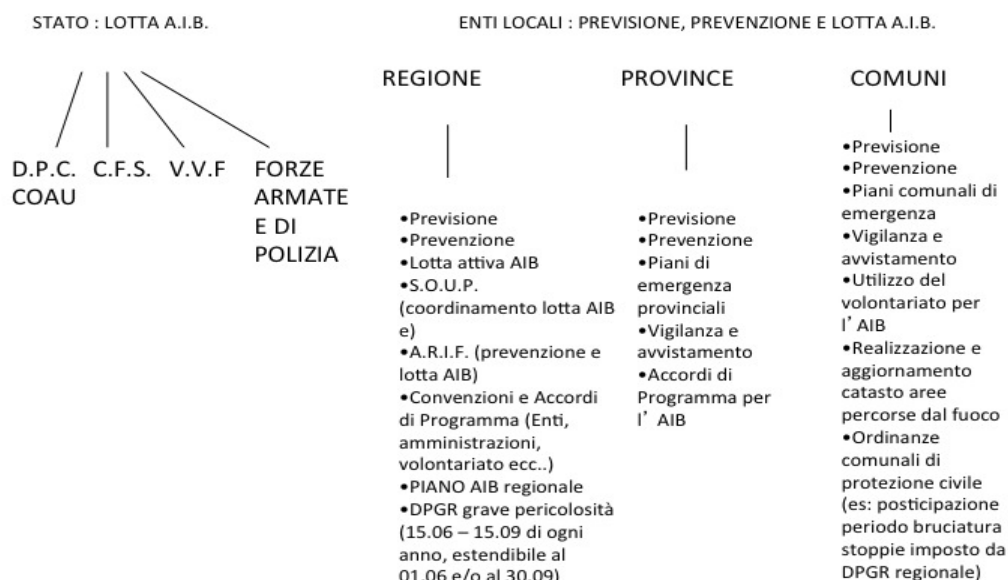 STATO : LOTTA A.I.B.
D.P.C. COAU
C.F.S.
V.V.F
FORZE
ARMATE
E DI
POLIZIA
ENTI LOCALI : PREVISIONE, PREVENZIONE E LOTTA A.I.B.
REGIONE
•Previsione
•Prevenzione
•Lotta attiva AIB
•S.O.U.P.
(coordinamento lotta AIB
e)
•A.R.I.F. (prevenzione e
lotta AIB)
•Convenzioni e Accordi
di Programma (Enti,
amministrazioni,
volontariato ecc..)
•PIANO AIB regionale
•DPGR grave pericolosità
(15.06 – 15.09 di ogni
anno, estendibile al
01.06 e/o al 30.09)
PROVINCE
•Previsione
•Prevenzione
•Piani di
emergenza
provinciali
•Vigilanza e
avvistamento
•Accordi di
Programma per
l’ AIB
COMUNI
•Previsione
•Prevenzione
•Piani comunali di
emergenza
•Vigilanza e
avvistamento
•Utilizzo del
volontariato per
l’ AIB
•Realizzazione e
aggiornamento
catasto aree
percorse dal fuoco
•Ordinanze
comunali di
protezione civile
(es: posticipazione
periodo bruciatura
stoppie imposto da
DPGR regionale)